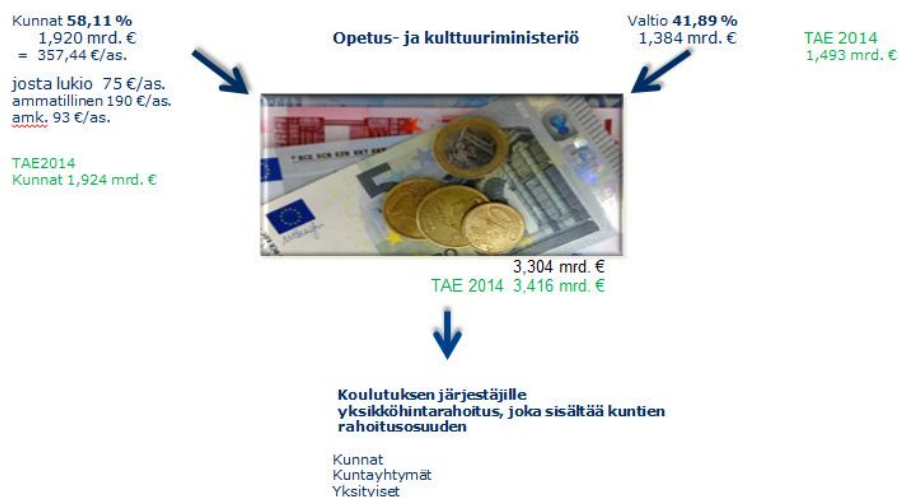 Kunnat 58,11 %
1,920 mrd. €
= 357,44 €/as.
josta lukio 75 €/as.
ammatillinen 190 €/as.
amk. 93 €/as.
TAE2014
Kunnat 1,924 mrd. €
Opetus- ja kulttuuriministeriö
Valtio 41,89 %
1,384 mrd. €
TAE 2014
1,493 mrd. €
3,304 mrd. €
TAE 2014 3,416 mrd. €
Koulutuksen järjestäjille
yksikköhintarahoitus, joka sisältää kuntien
rahoitusosuuden
Kunnat
Kuntayhtymät
Yksityiset